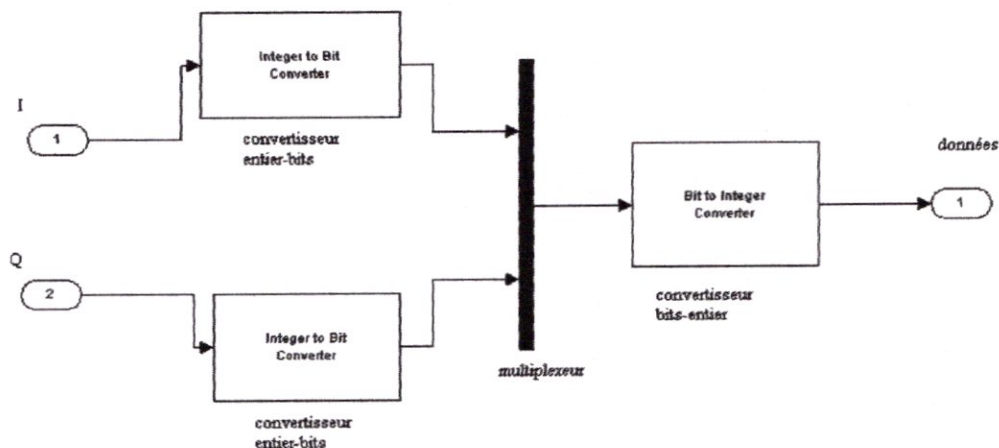 Integer to Bit
Converter
I
1
convertisseur
entier-bits
données
Bit to Integer
Converter
1
Q
2
convertisseur
bits-entier
Integer to Bit
Converter
multiplexeur
convertisseur
entier-bits